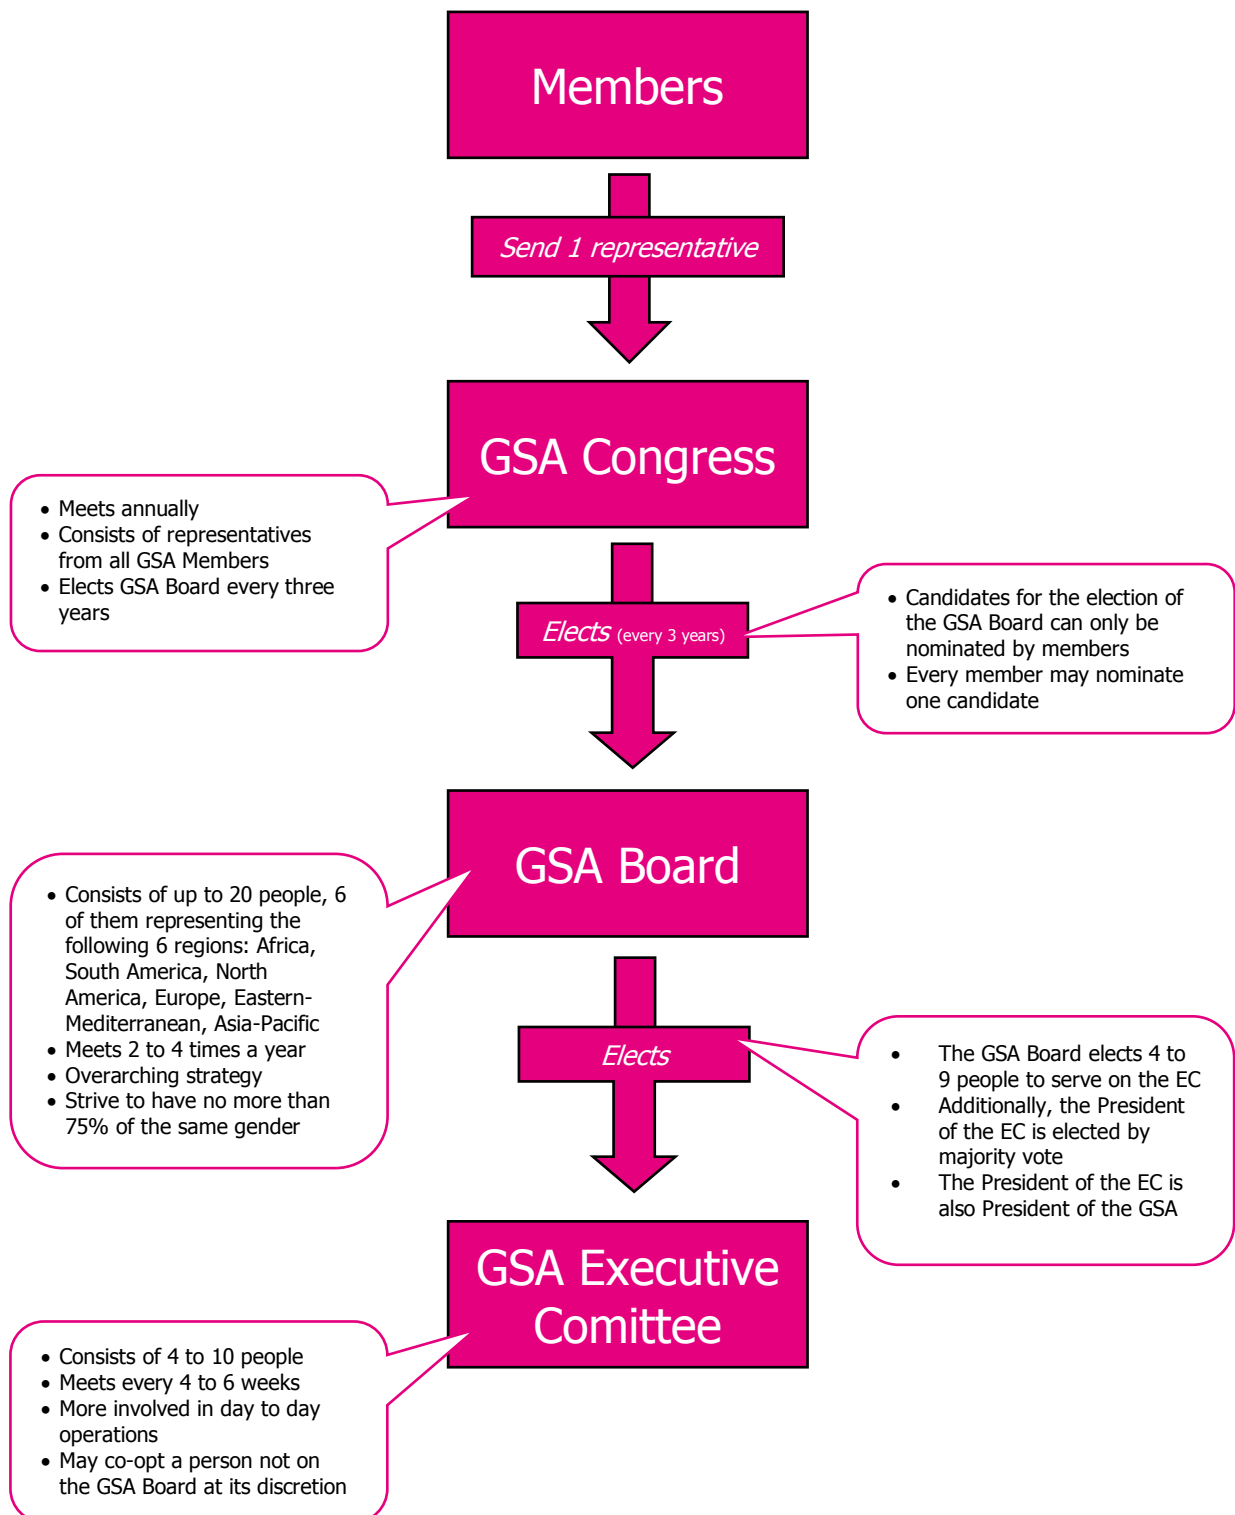 Members
Send 1 representative
GSA Congress
• Meets annually
• Consists of representatives
from all GSA Members
• Elects GSA Board every three
years
Elects (every 3 years)
• Candidates for the election of
the GSA Board can only be
nominated by members
• Every member may nominate
one candidate
GSA Board
• Consists of up to 20 people, 6
of them representing the
following 6 regions: Africa,
South America, North
America, Europe, Eastern-
Mediterranean, Asia-Pacific
• Meets 2 to 4 times a year
• Overarching strategy
• Strive to have no more than
75% of the same gender
Elects
• The GSA Board elects 4 to
9 people to serve on the EC
• Additionally, the President
of the EC is elected by
majority vote
• The President of the EC is
also President of the GSA
GSA Executive
Comittee
• Consists of 4 to 10 people
• Meets every 4 to 6 weeks
• More involved in day to day
operations
• May co-opt a person not on
the GSA Board at its discretion